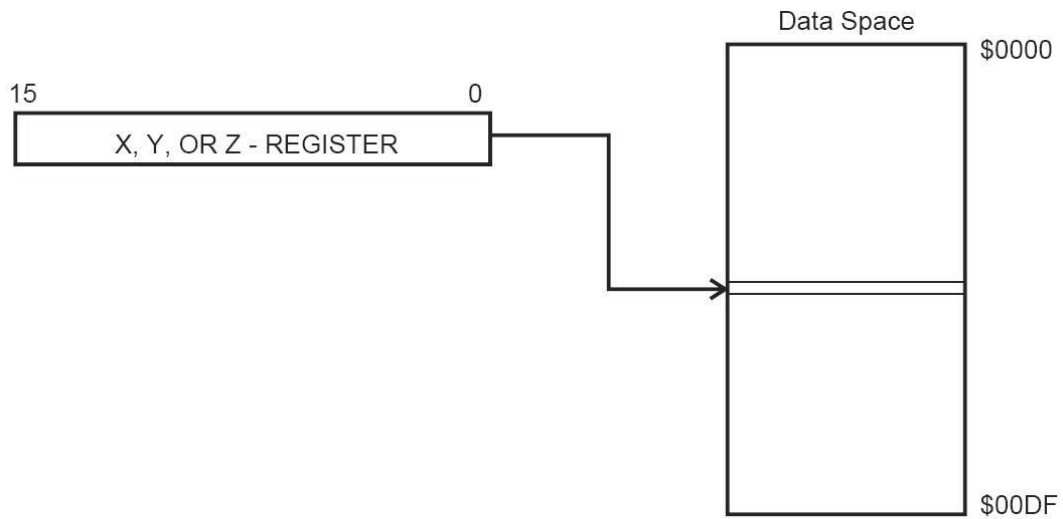 Data Space
$0000
15 0
X, Y, OR Z - REGISTER
$00DF